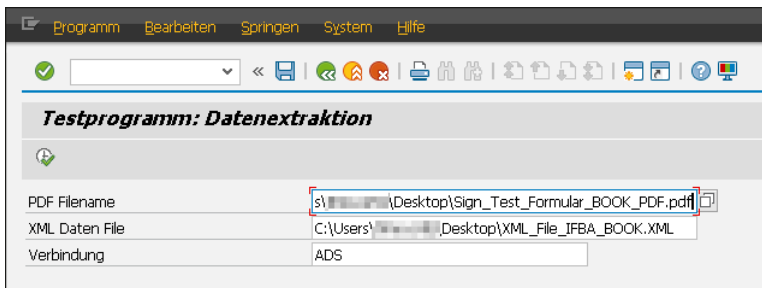 Programm Bearbeiten Springen System Hilfe
Testprogramm: Datenextraktion
PDF Filename s\ \Desktop\Sign_Test_Formular_BOOK_PDF.pdf
XML Daten File C:\Users\ Desktop\XML_File_IFBA_BOOK.XML
Verbindung ADS